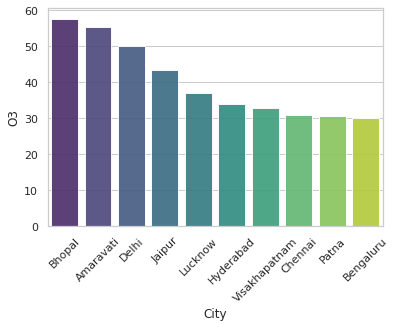 60
50
40
30
20
10
0
O3
Bhopal
Amaravati
Delhi
Jaipur
Lucknow
Hyderabad
Visakhapatnam
Chennai
Patna
Bengaluru
City